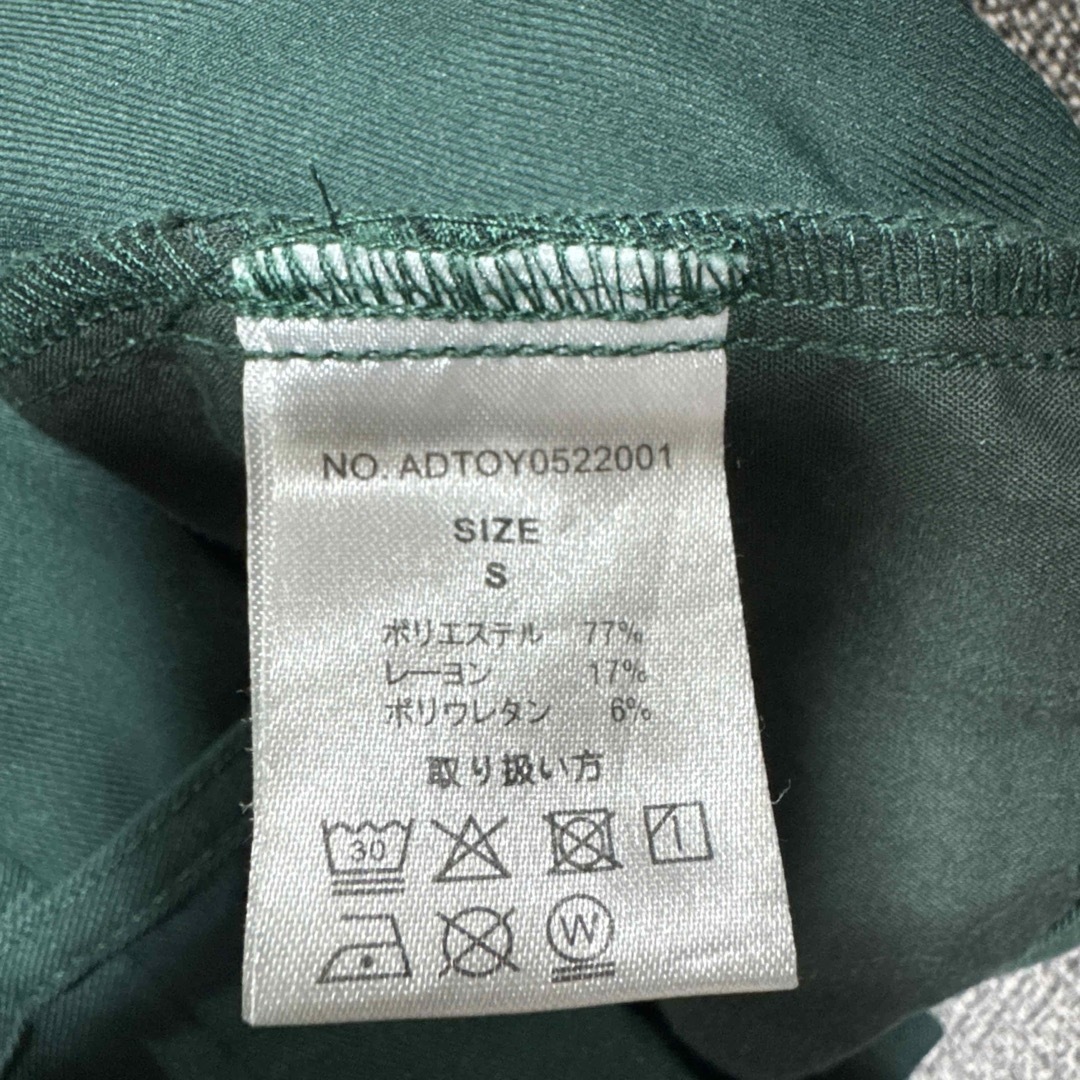 NO. ADTOY0522001
SIZE
S
ポリエステル 77%
レーヨン 17%
ポリウレタン 6%
取り扱い方
30
W